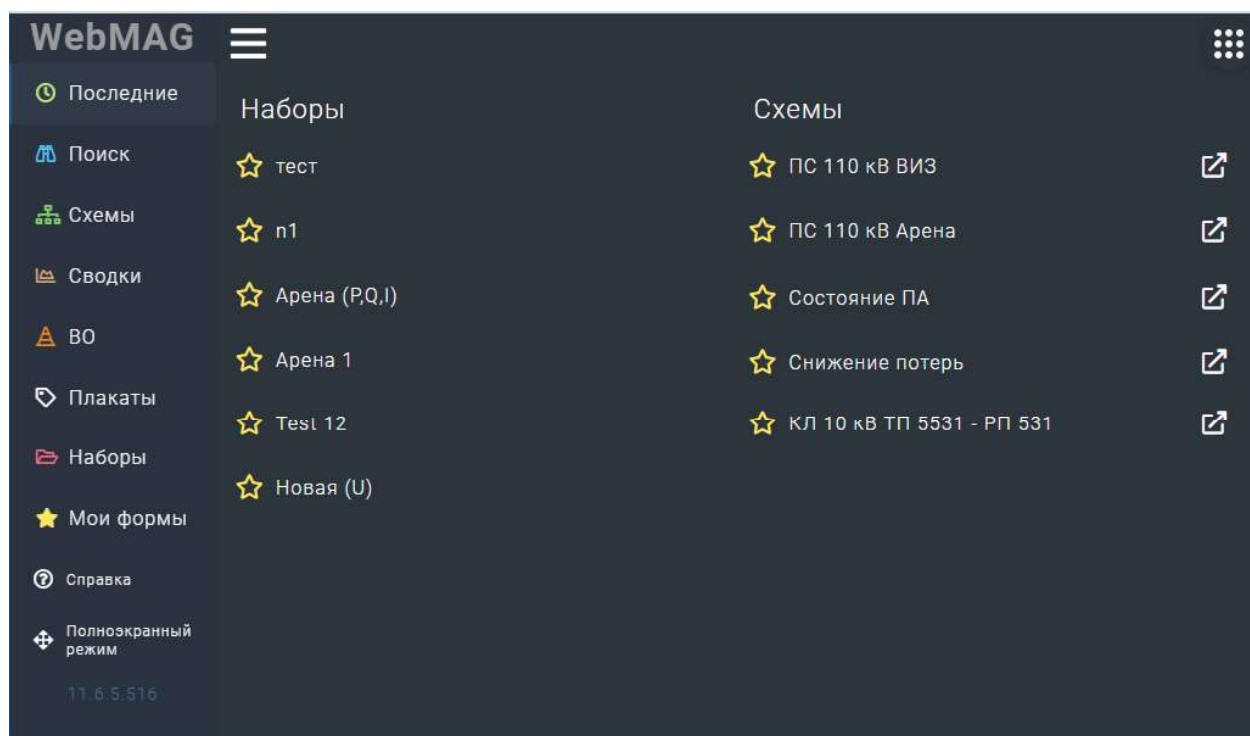 WebMAG
Последние
Поиск
Схемы
Сводки
ВО
Плакаты
Наборы
Мои формы
Справка
Полноэкранный
режим
11.6.5.516
Наборы
тест
n1
Арена (P,Q,I)
Арена 1
Test 12
Новая (U)
Схемы
ПС 110 кВ ВИЗ
ПС 110 кВ Арена
Состояние ПА
Снижение потерь
КЛ 10 кВ ТП 5531 - РП 531